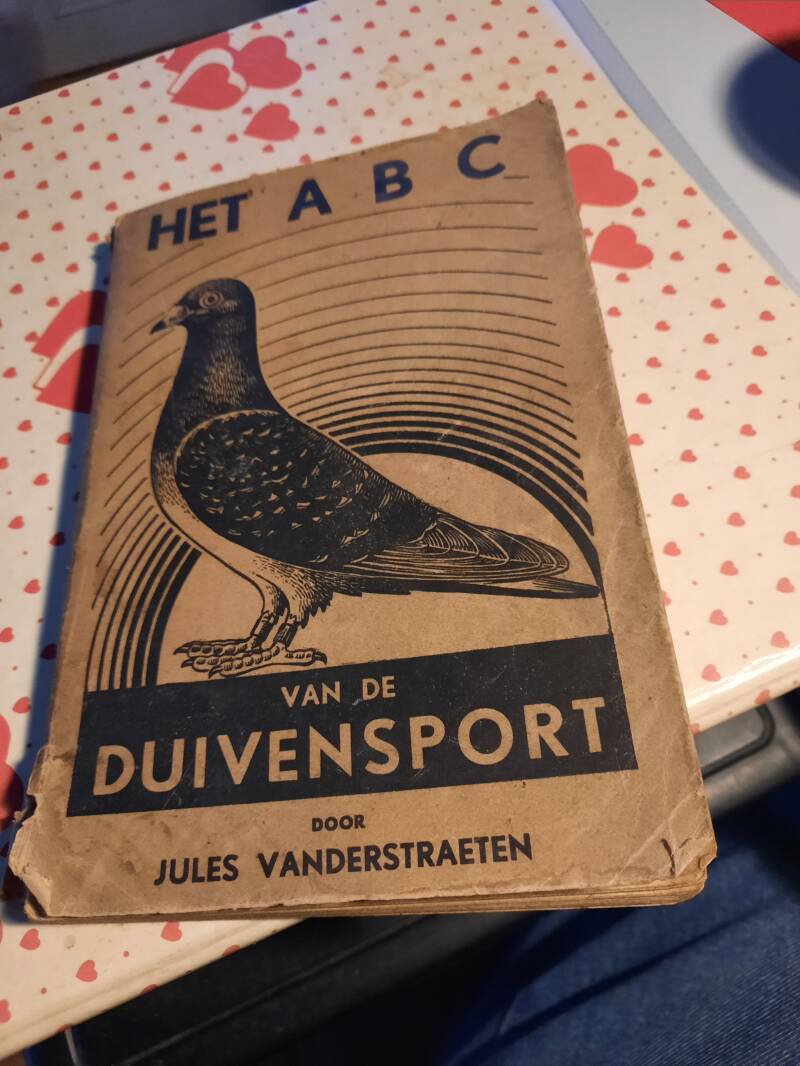 HET A B C
VAN DE
DUIVENSPORT
DOOR
JULES VANDERSTRAETEN